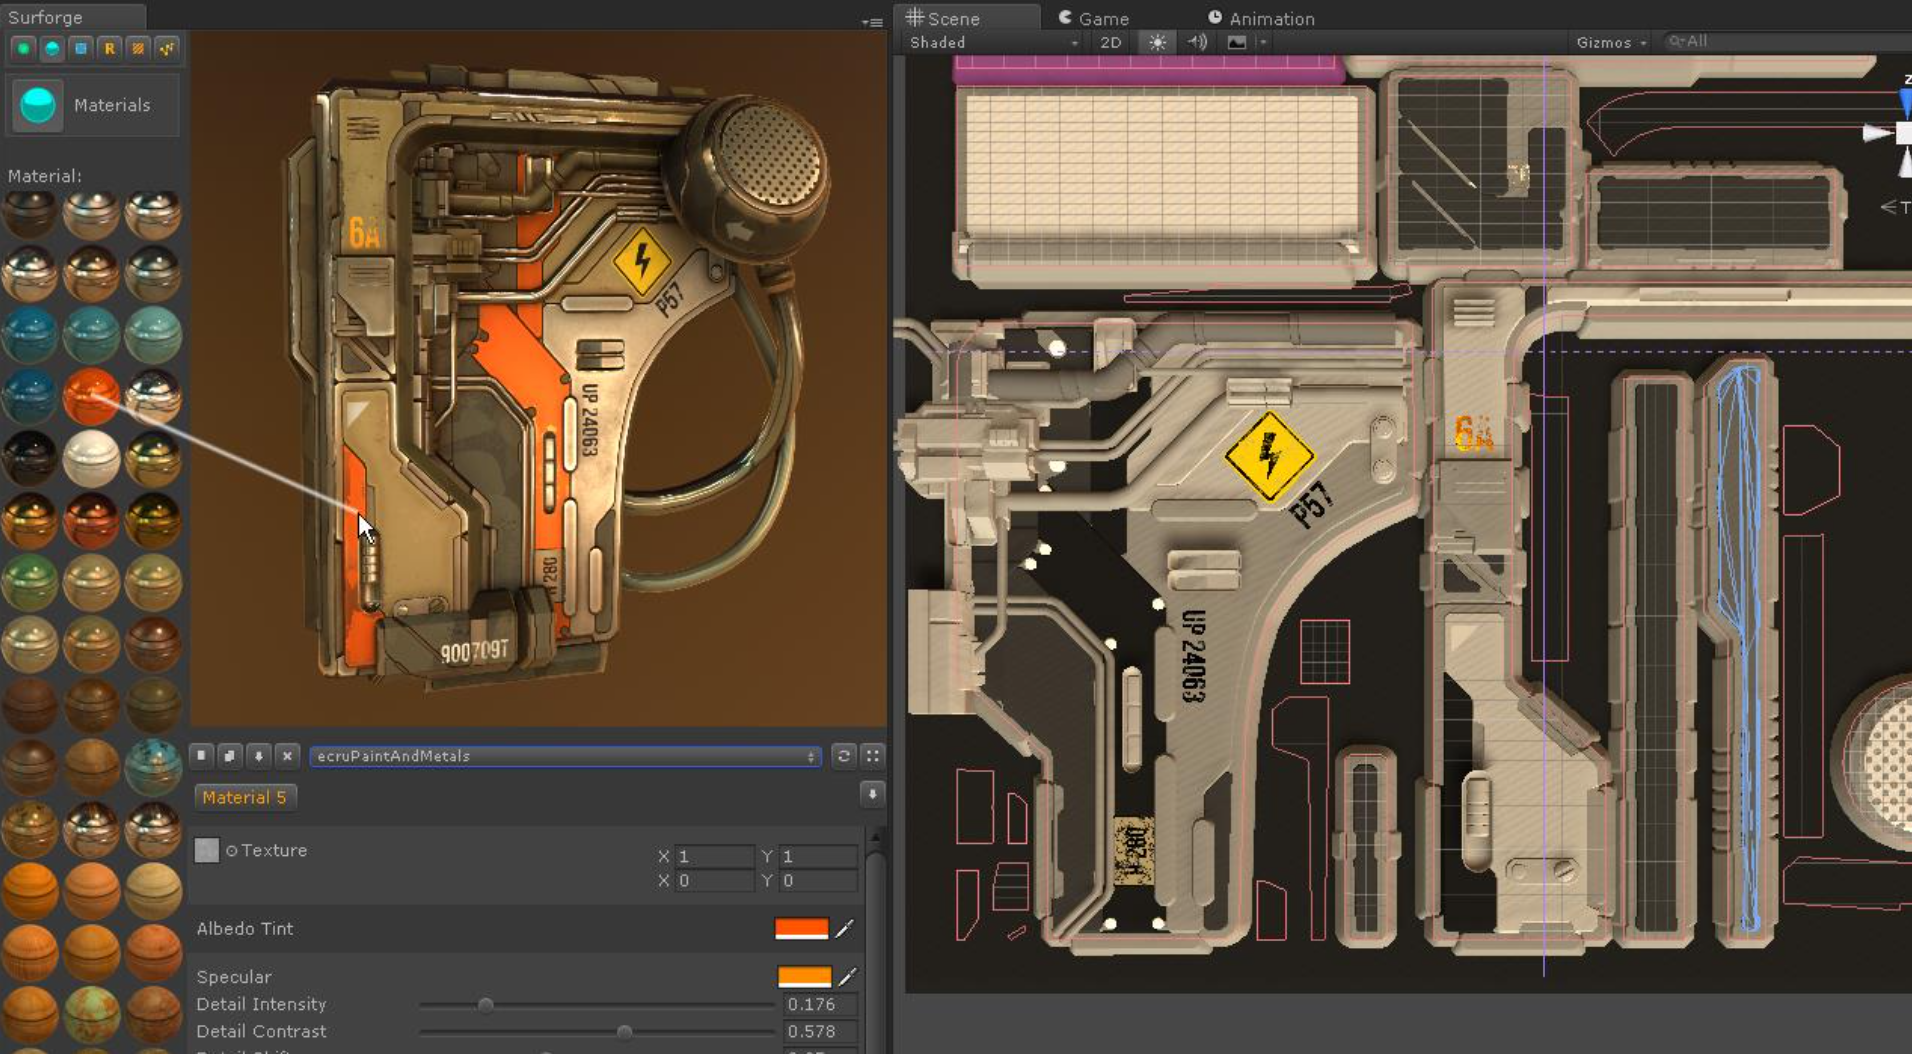 Surforge
R
Materials
Material:
6A
P57
UP 24063
H 280
900709T
ecruPaintAndMetals
Material 5
Texture
X 1 Y 1
X 0 Y 0
Albedo Tint
Specular
Detail Intensity 0.176
Detail Contrast 0.578
Scene Game Animation
Shaded 2D Gizmos All
z
< T
6A
P57
UP 24063
H 280